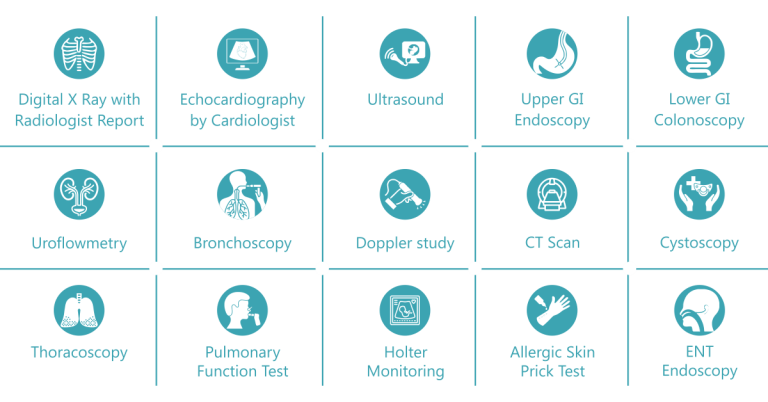 Digital X Ray with
Radiologist Report
Echocardiography
by Cardiologist
Ultrasound
Upper GI
Endoscopy
Lower GI
Colonoscopy
Uroflowmetry
Bronchoscopy
Doppler study
CT Scan
Cystoscopy
Thoracoscopy
Pulmonary
Function Test
Holter
Monitoring
Allergic Skin
Prick Test
ENT
Endoscopy